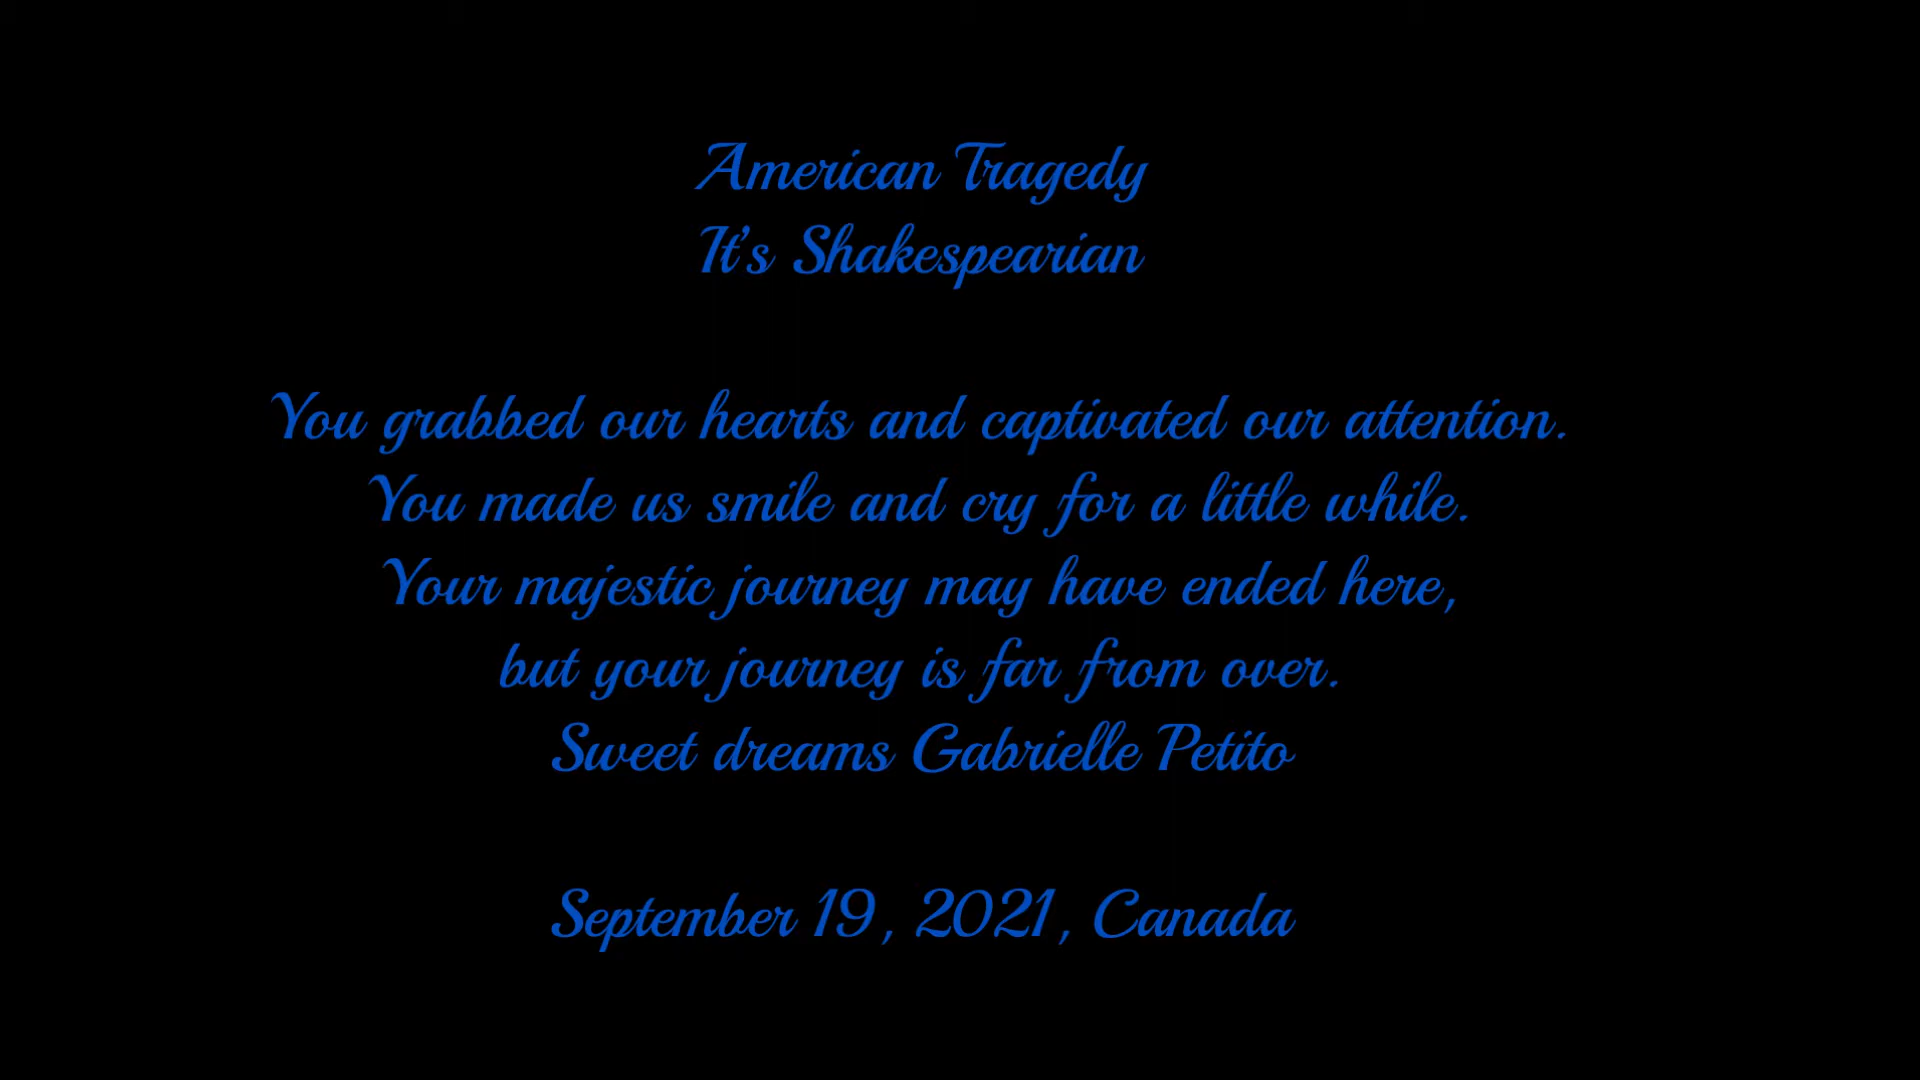 American Tragedy
It's Shakespearian
You grabbed our hearts and captivated our attention.
You made us smile and cry for a little while.
Your majestic journey may have ended here,
but your journey is far from over.
Sweet dreams Gabrielle Petito
September 19, 2021, Canada